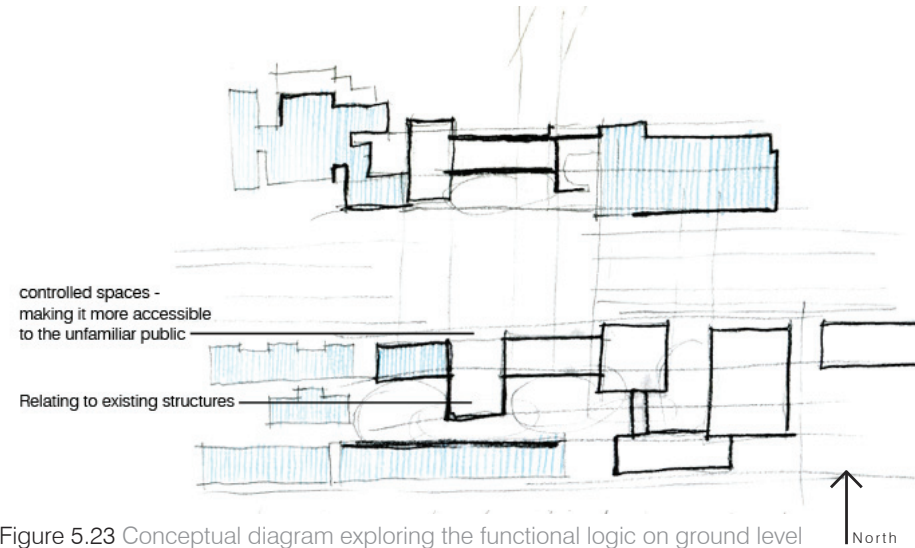 controlled spaces -
making it more accessible
to the unfamiliar public
Relating to existing structures
Figure 5.23 Conceptual diagram exploring the functional logic on ground level
North